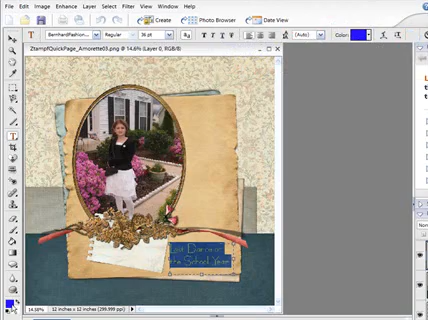 File Edit Image Enhance Layer Select Filter View Window Help
Create Photo Browser Date View
BernhardFashion... Regular 36 pt (Auto) Color:
ZtampfQuickPage_Amorette03.png @ 14.6% (Layer 0, RGB/8)
Last Dance of
the School Year
14.58% 12 inches x 12 inches (299.999 ppi)